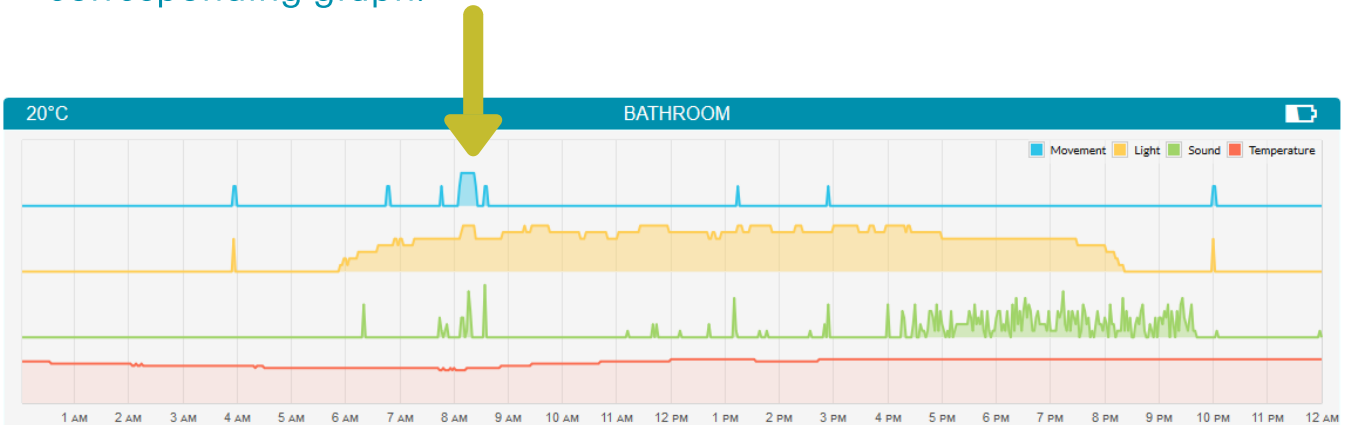 corresponding graph.
20°C BATHROOM
Movement Light Sound Temperature
1 AM 2 AM 3 AM 4 AM 5 AM 6 AM 7 AM 8 AM 9 AM 10 AM 11 AM 12 PM 1 PM 2 PM 3 PM 4 PM 5 PM 6 PM 7 PM 8 PM 9 PM 10 PM 11 PM 12 AM